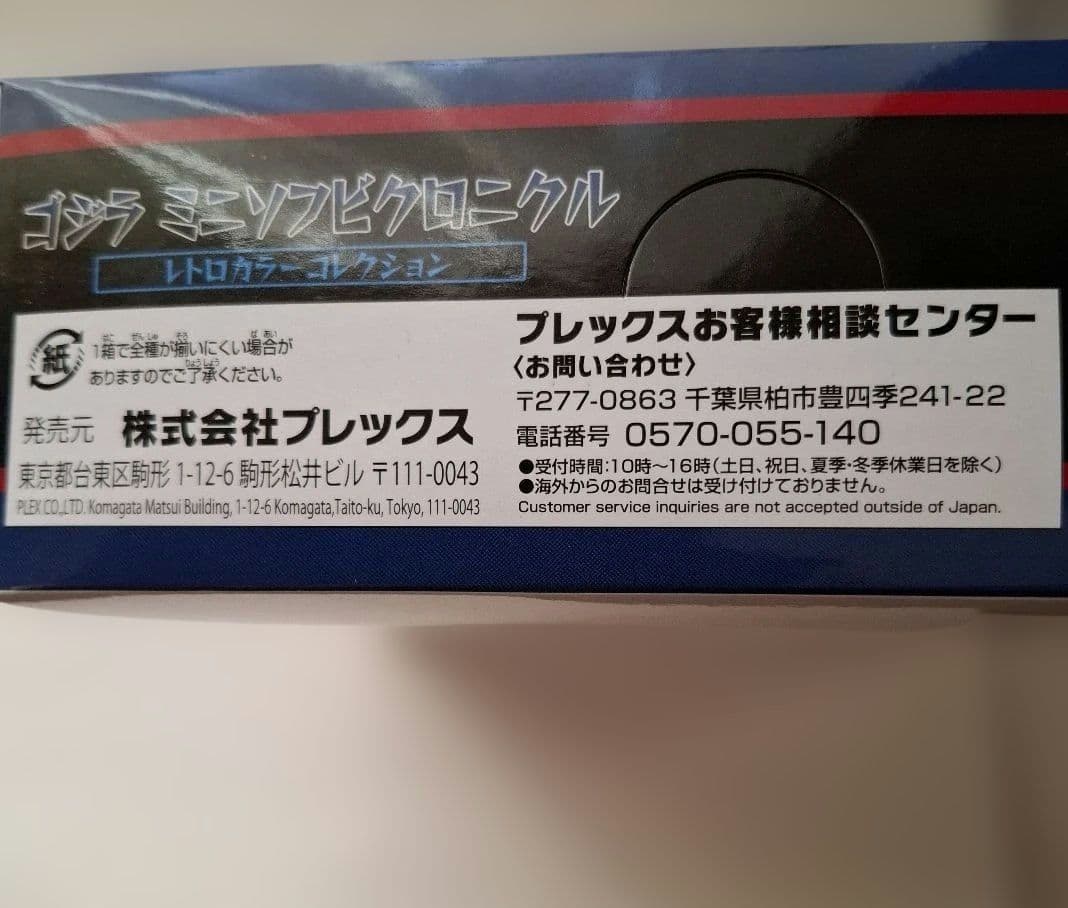 ゴジラ ミニソフビクロニクル
レトロカラー コレクション
紙
1箱で全種が揃いにくい場合が
ありますのでご了承ください。
発売元 株式会社プレックス
東京都台東区駒形 1-12-6 駒形松井ビル 〒111-0043
PLEX CO.,LTD. Komagata Matsui Building, 1-12-6 Komagata,Taito-ku, Tokyo, 111-0043
プレックスお客様相談センター
〈お問い合わせ〉
〒277-0863 千葉県柏市豊四季241-22
電話番号 0570-055-140
●受付時間:10時〜16時(土日、祝日、夏季・冬季休業日を除く)
●海外からのお問合せは受け付けておりません。
Customer service inquiries are not accepted outside of Japan.